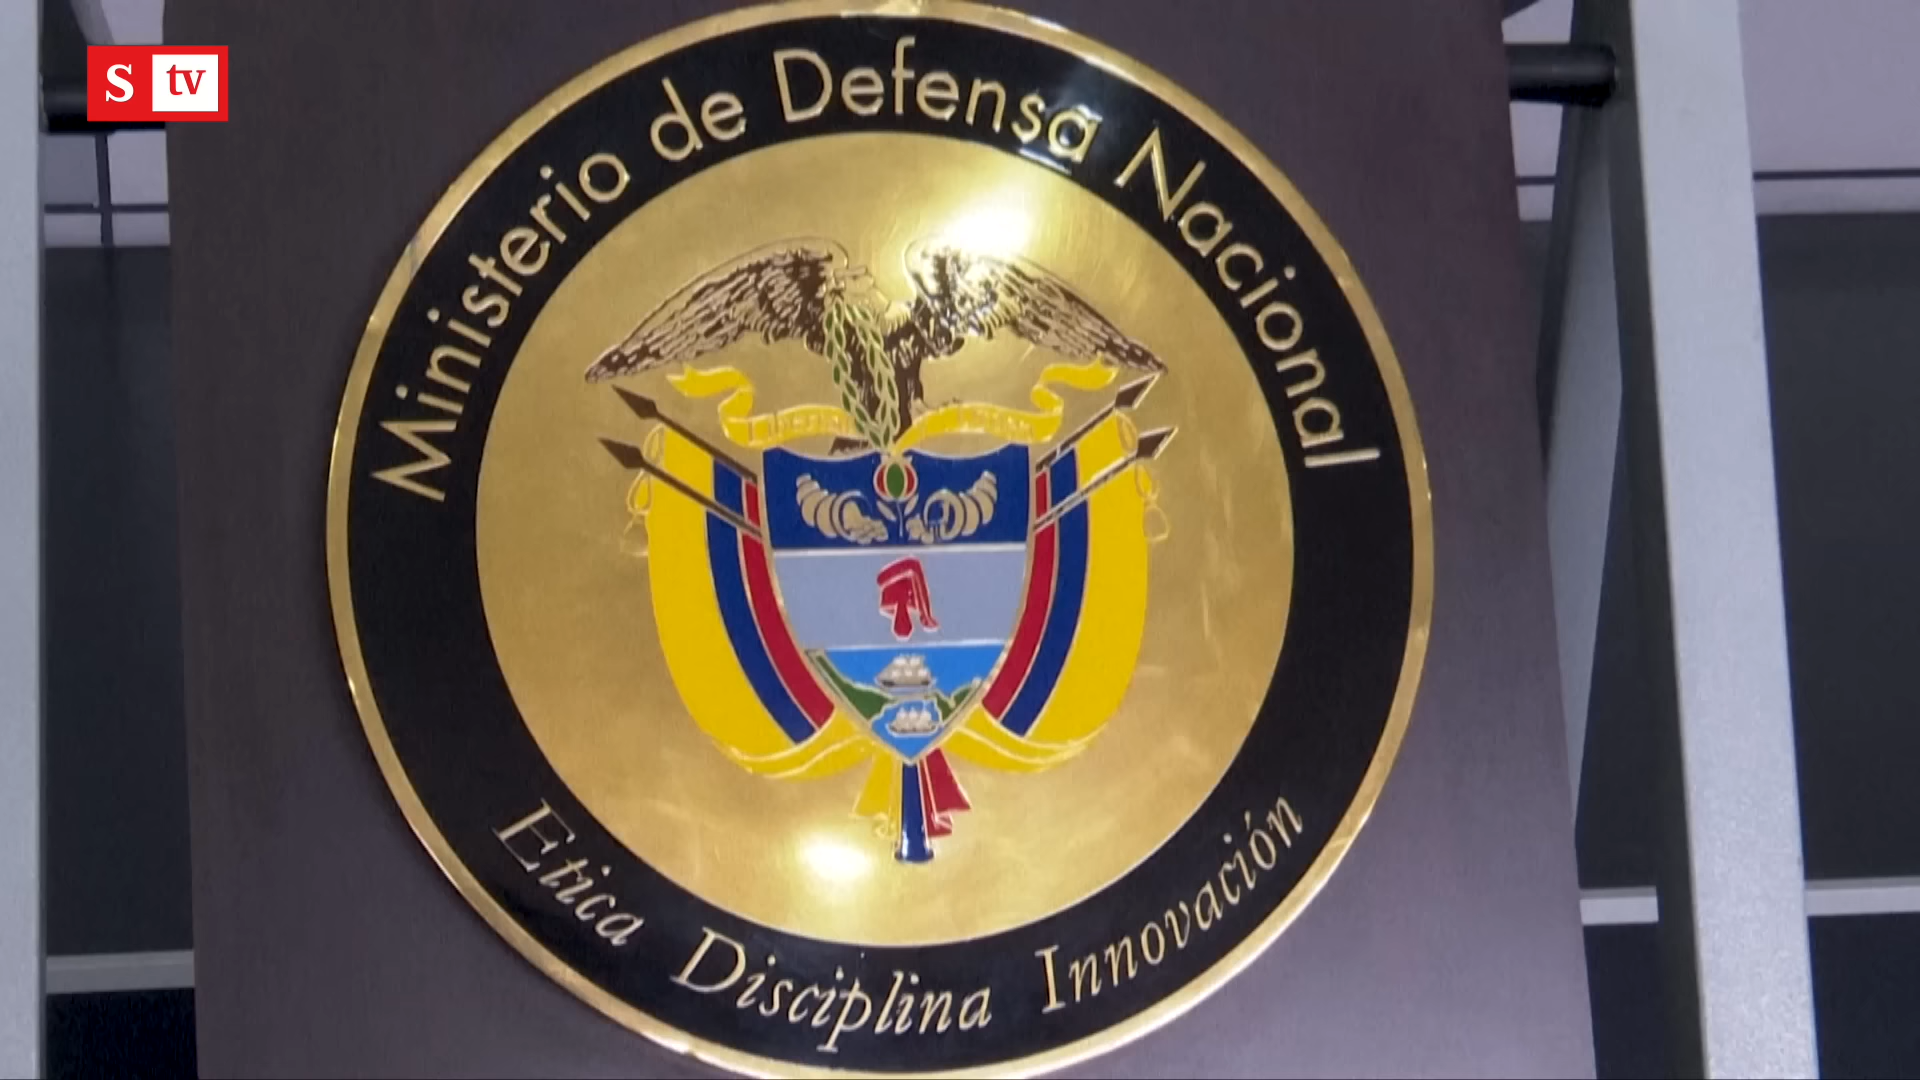 S tv
Ministerio de Defensa Nacional
Etica Disciplina Innovación